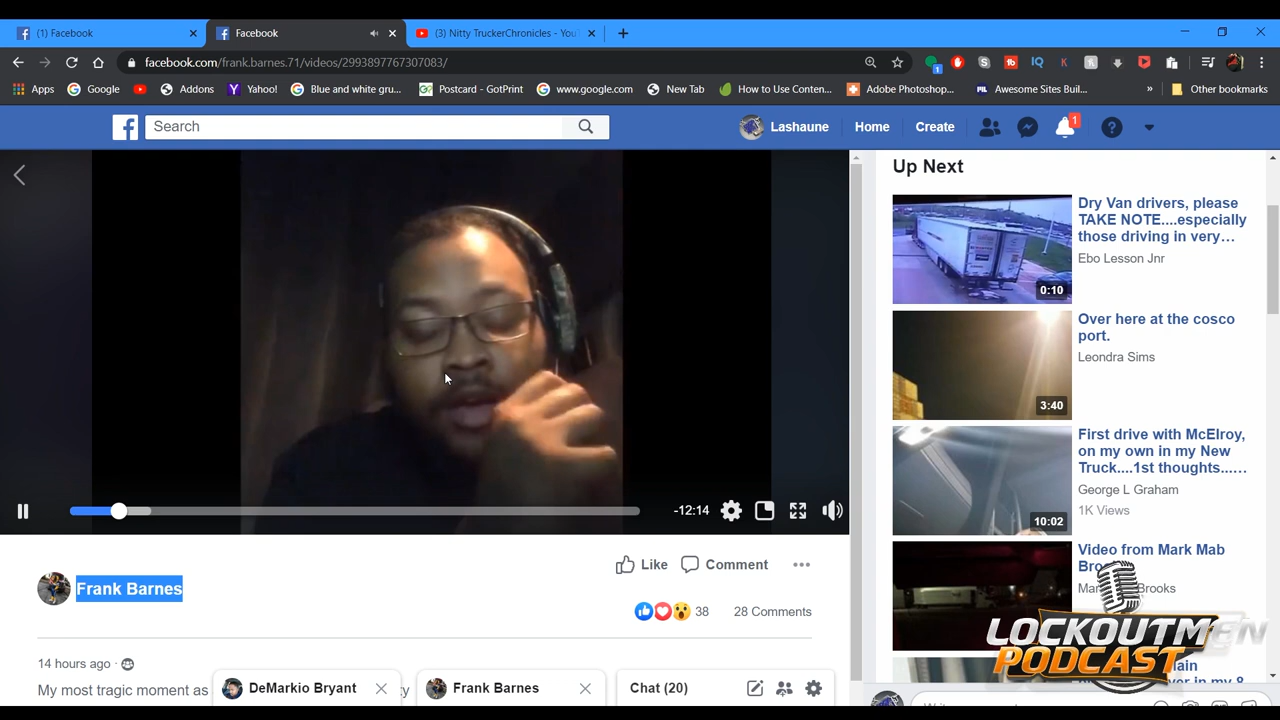 (1) Facebook
Facebook
(3) Nitty TruckerChronicles - You
facebook.com/frank.barnes.71/videos/2993897767307083/
Apps
Google
Addons
Yahoo!
Blue and white gru...
Postcard - GotPrint
www.google.com
New Tab
How to Use Conten...
Adobe Photoshop...
Awesome Sites Buil...
»
Other bookmarks
Search
Lashaune
Home
Create
1
Up Next
Dry Van drivers, please
TAKE NOTE....especially
those driving in very...
Ebo Lesson Jnr
0:10
Over here at the cosco
port.
Leondra Sims
3:40
First drive with McElroy,
on my own in my New
Truck....1st thoughts......
George L Graham
1K Views
10:02
Video from Mark Mab
Brooks
-12:14
Like
Comment
Frank Barnes
38
28 Comments
14 hours ago
My most tragic moment as
DeMarkio Bryant
Frank Barnes
Chat (20)
LOCKOUTMEN
PODCAST